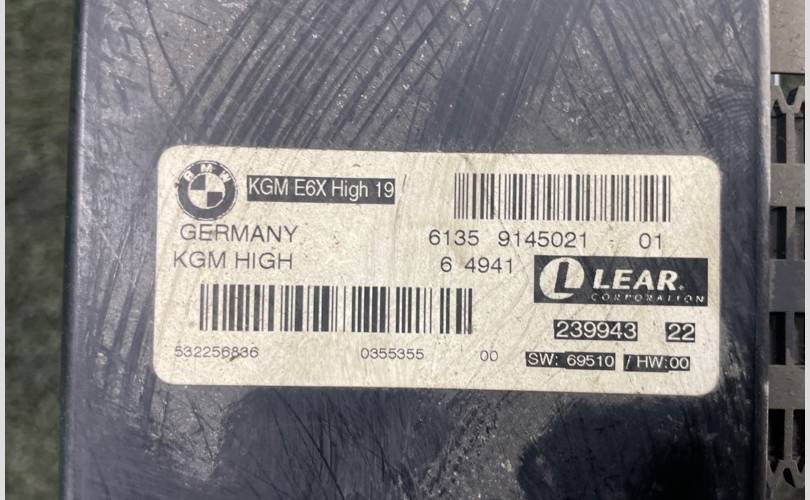 BMW
KGM E6X High 19
GERMANY
6135 9145021 01
KGM HIGH
6 4941
L LEAR.
CORPORATION
239943 22
532256836 0355355 00
SW: 69510 / HW:00